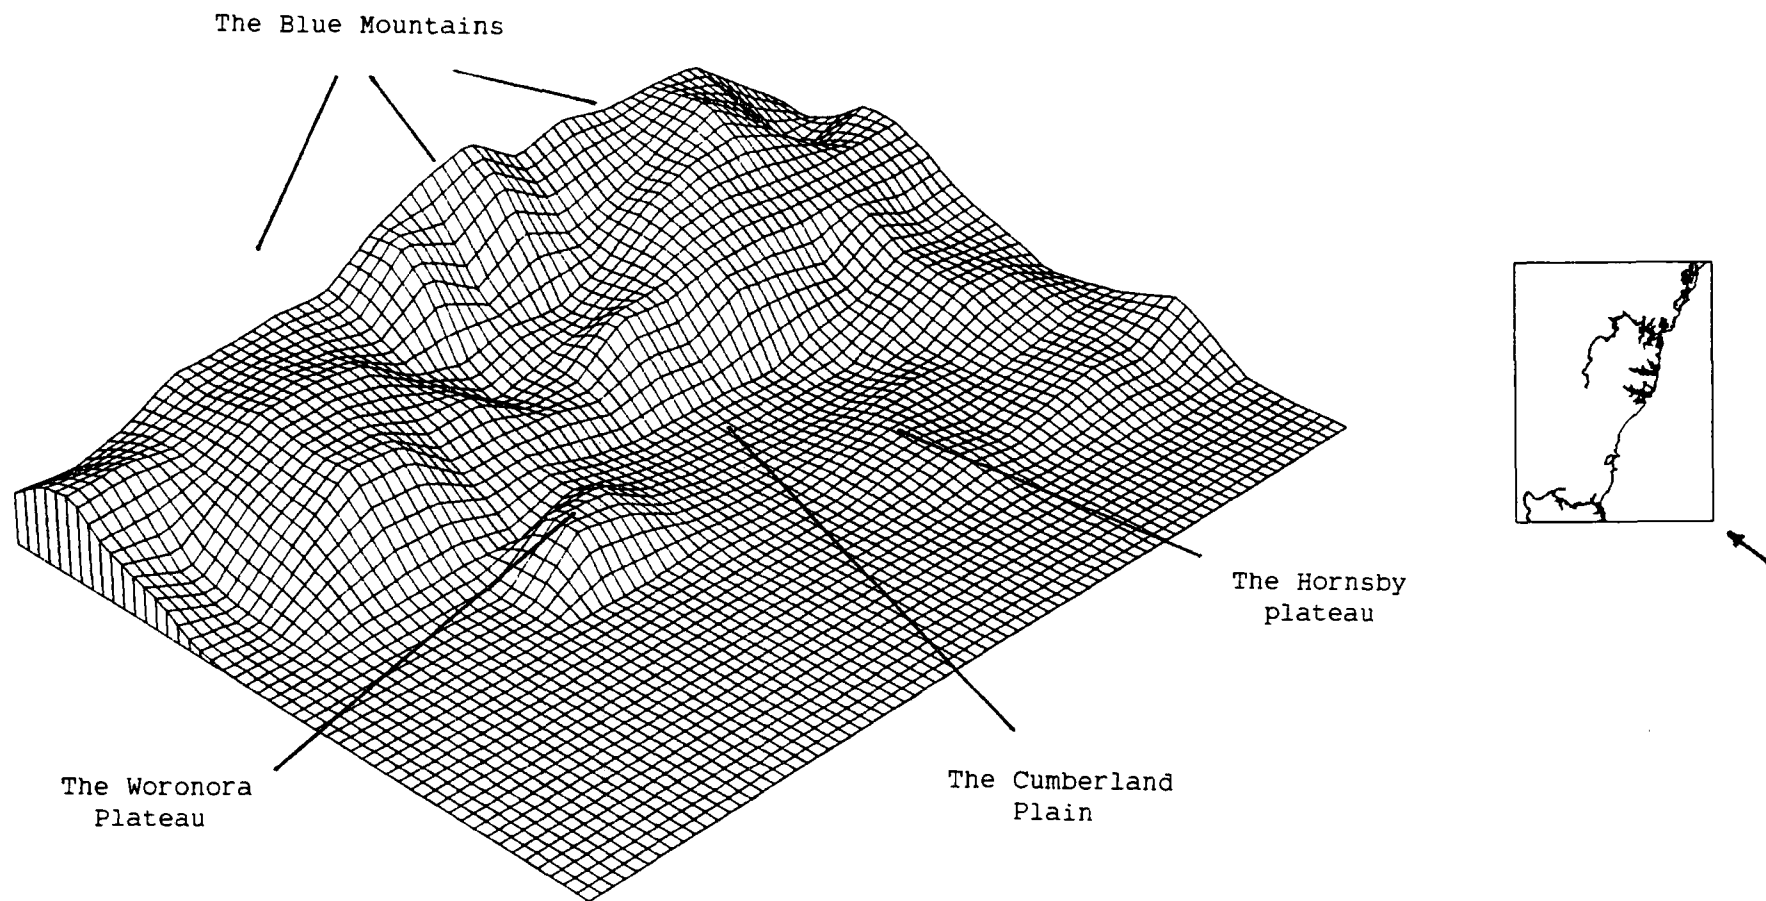 The Blue Mountains
The Hornsby
plateau
The Woronora
Plateau
The Cumberland
Plain